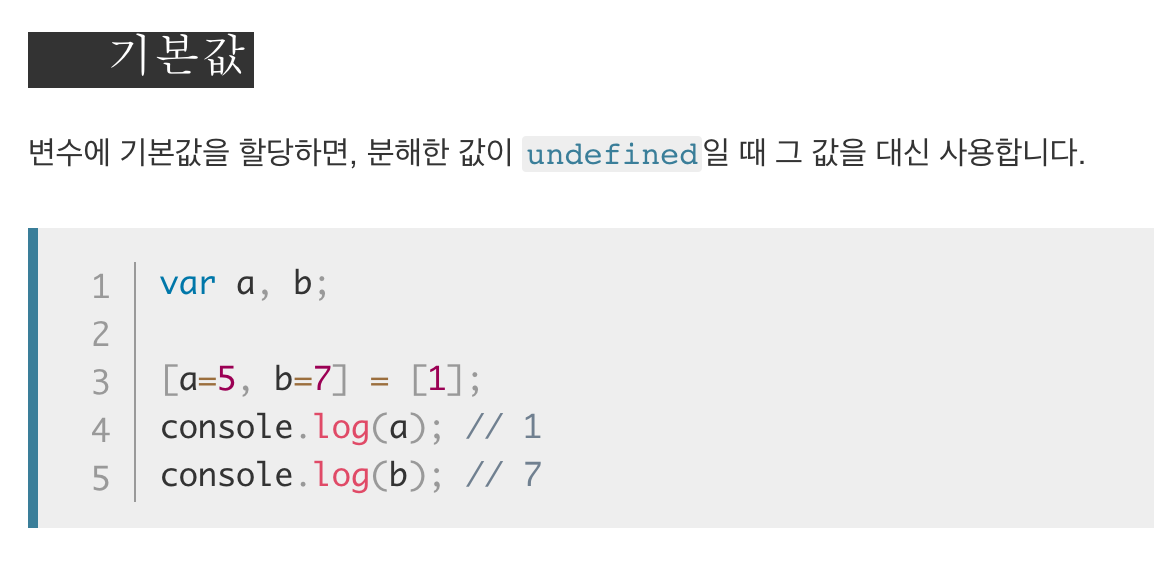 기본값
변수에 기본값을 할당하면, 분해한 값이 undefined일 때 그 값을 대신 사용합니다.
1 var a, b;
2
3 [a=5, b=7] = [1];
4 console.log(a); // 1
5 console.log(b); // 7